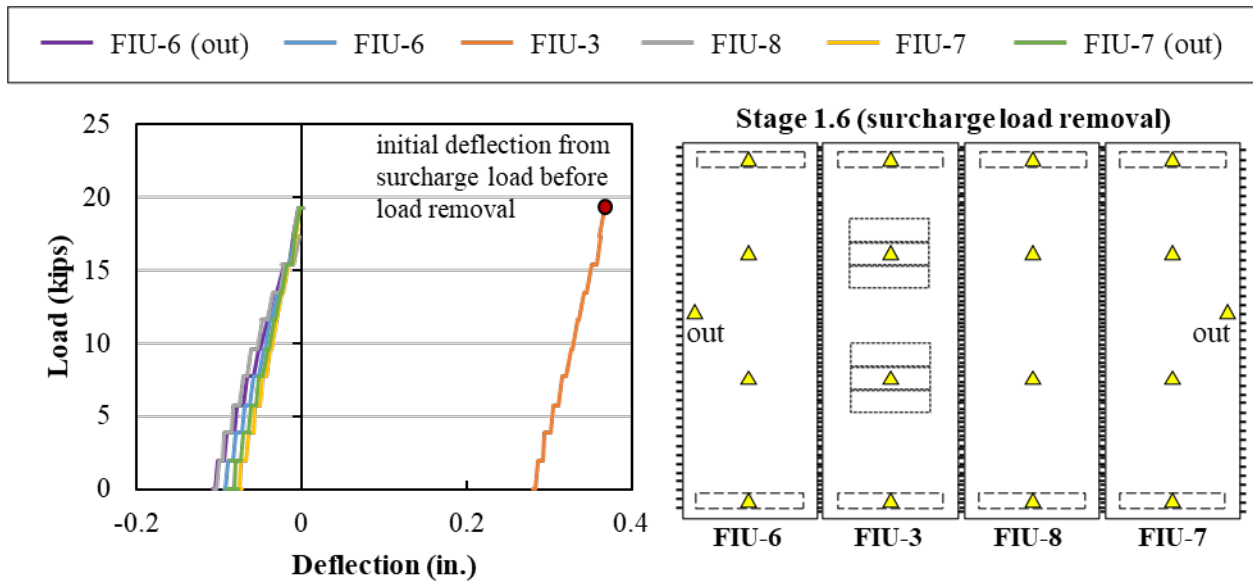 FIU-6 (out) FIU-6 FIU-3 FIU-8 FIU-7 FIU-7 (out)
Stage 1.6 (surcharge load removal)
initial deflection from
surcharge load before
load removal
25
20
15
10
5
0
Load (kips)
-0.2 0 0.2 0.4
Deflection (in.)
out out
FIU-6 FIU-3 FIU-8 FIU-7